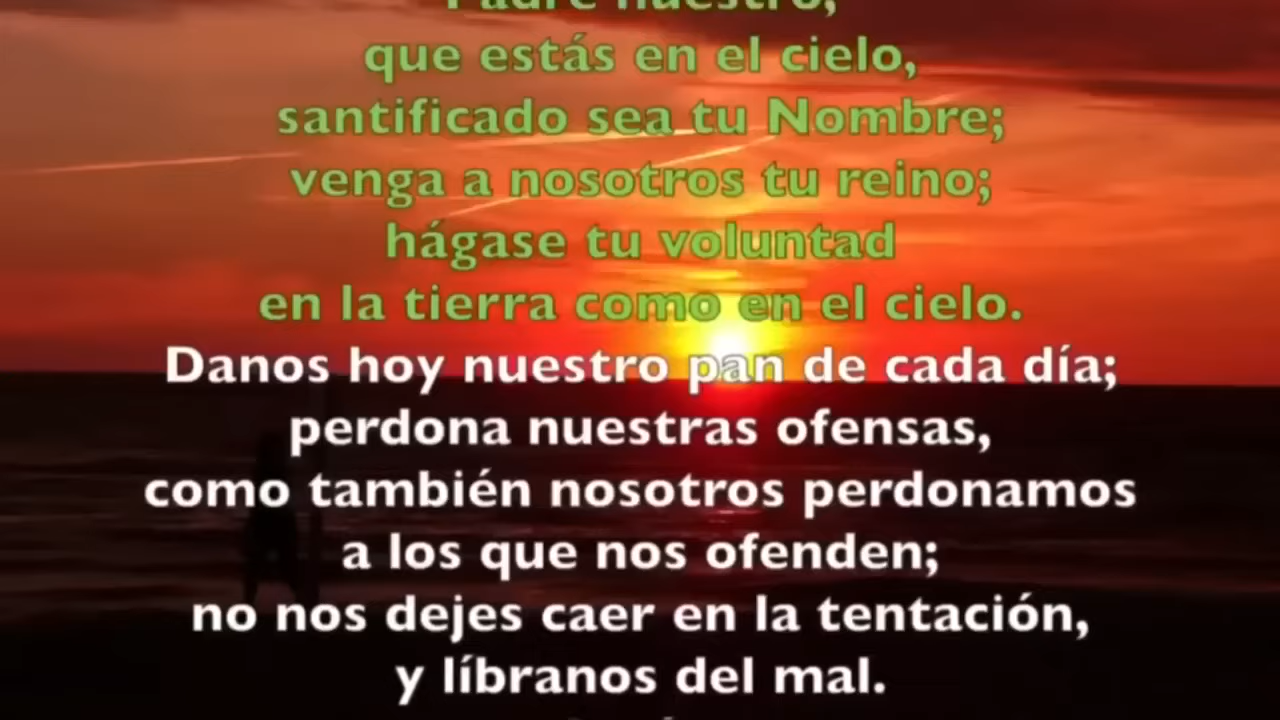 Padre nuestro,
que estás en el cielo,
santificado sea tu Nombre;
venga a nosotros tu reino;
hágase tu voluntad
en la tierra como en el cielo.
Danos hoy nuestro pan de cada día;
perdona nuestras ofensas,
como también nosotros perdonamos
a los que nos ofenden;
no nos dejes caer en la tentación,
y líbranos del mal.